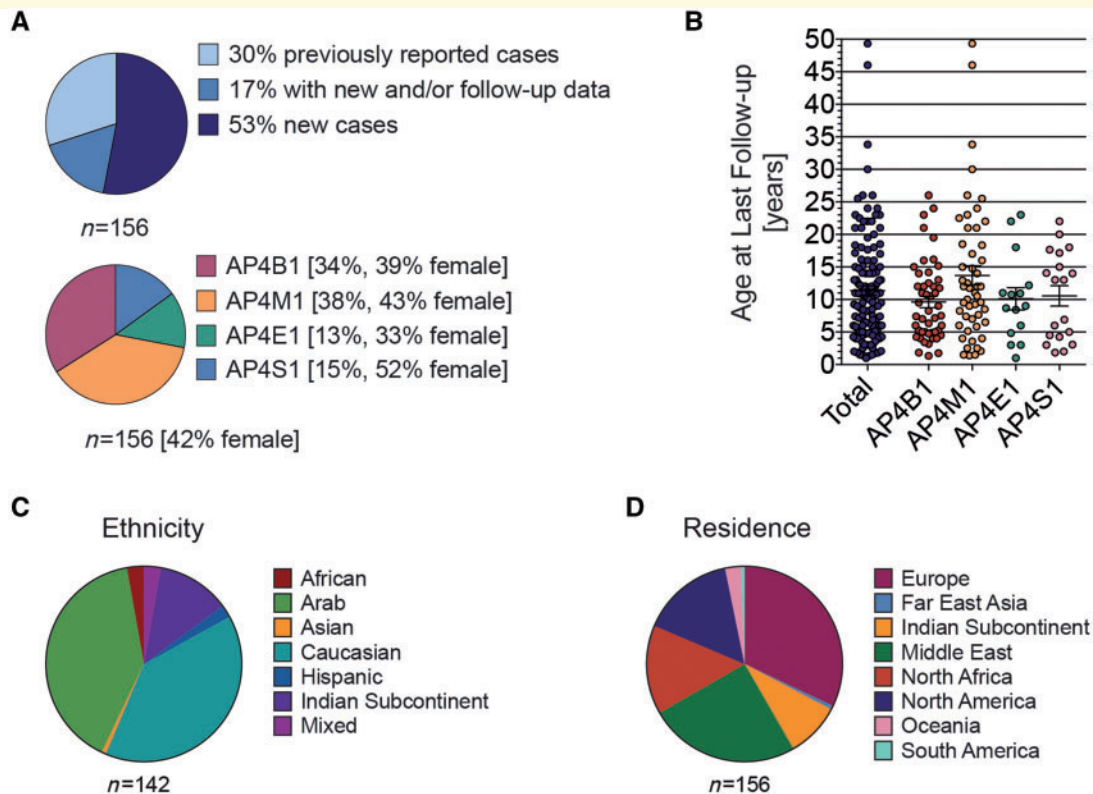 A
30% previously reported cases
17% with new and/or follow-up data
53% new cases
n=156
AP4B1 [34%, 39% female]
AP4M1 [38%, 43% female]
AP4E1 [13%, 33% female]
AP4S1 [15%, 52% female]
n=156 [42% female]
B
Age at Last Follow-up
[years]
50
45
40
35
30
25
20
15
10
5
0
Total
AP4B1
AP4M1
AP4E1
AP4S1
C
Ethnicity
African
Arab
Asian
Caucasian
Hispanic
Indian Subcontinent
Mixed
n=142
D
Residence
Europe
Far East Asia
Indian Subcontinent
Middle East
North Africa
North America
Oceania
South America
n=156